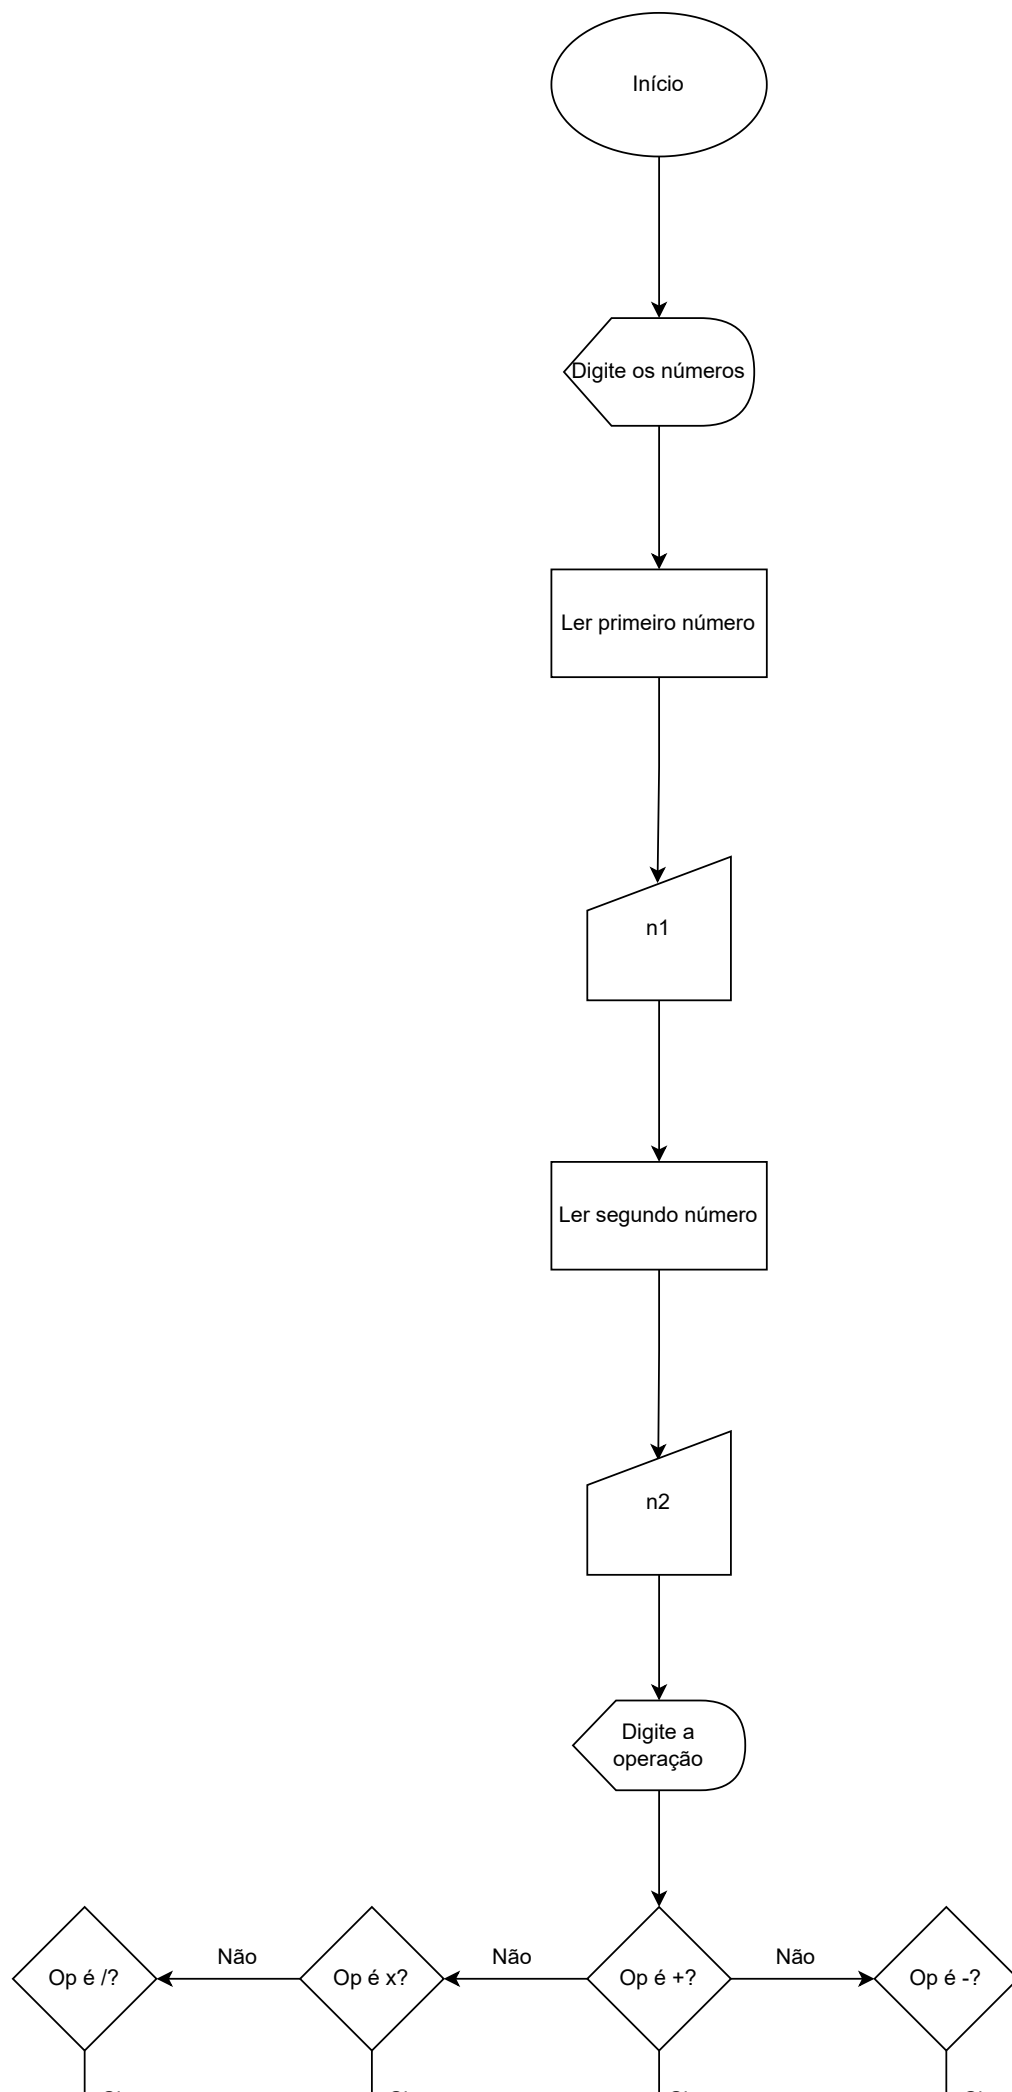 Início
Digite os números
Ler primeiro número
n1
Ler segundo número
n2
Digite a
operação
Não
Não
Não
Op é /?
Op é x?
Op é +?
Op é -?